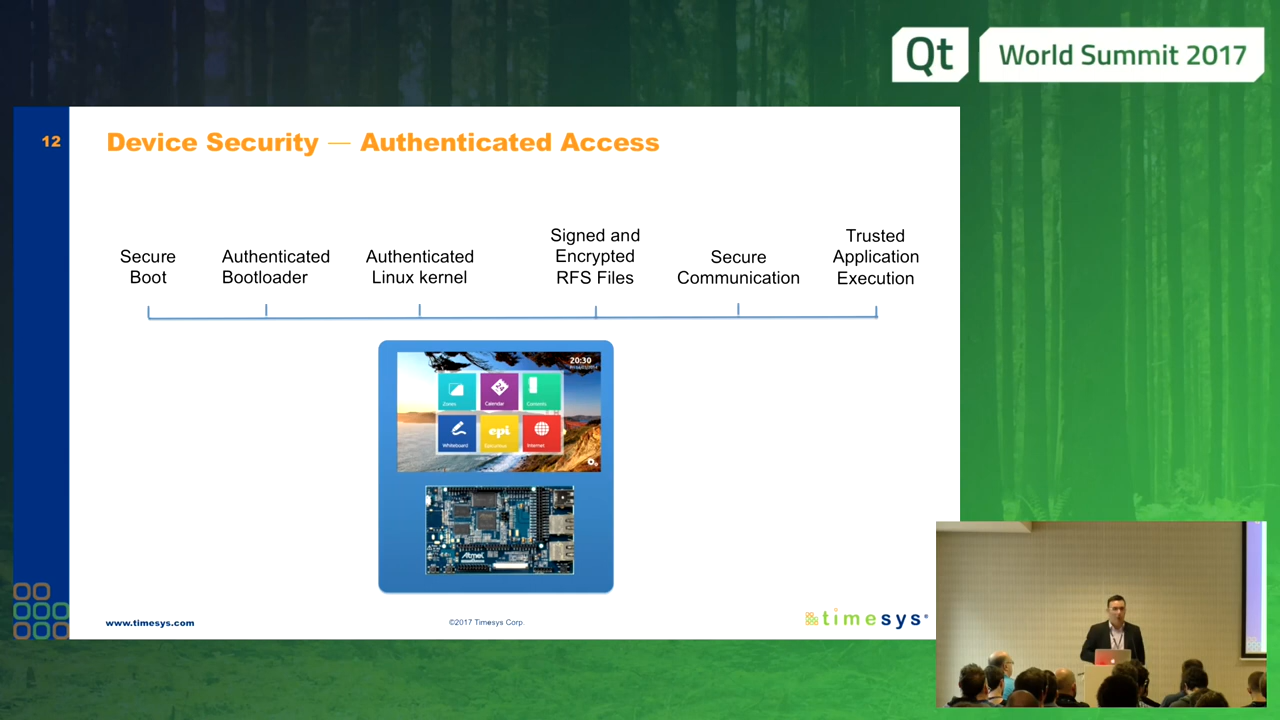 Qt World Summit 2017
12
Device Security — Authenticated Access
Secure
Boot
Authenticated
Bootloader
Authenticated
Linux kernel
Signed and
Encrypted
RFS Files
Secure
Communication
Trusted
Application
Execution
20:30
Calendar
Whiteboard
epi
Internet
Atmel
www.timesys.com
©2017 Timesys Corp.
timesys